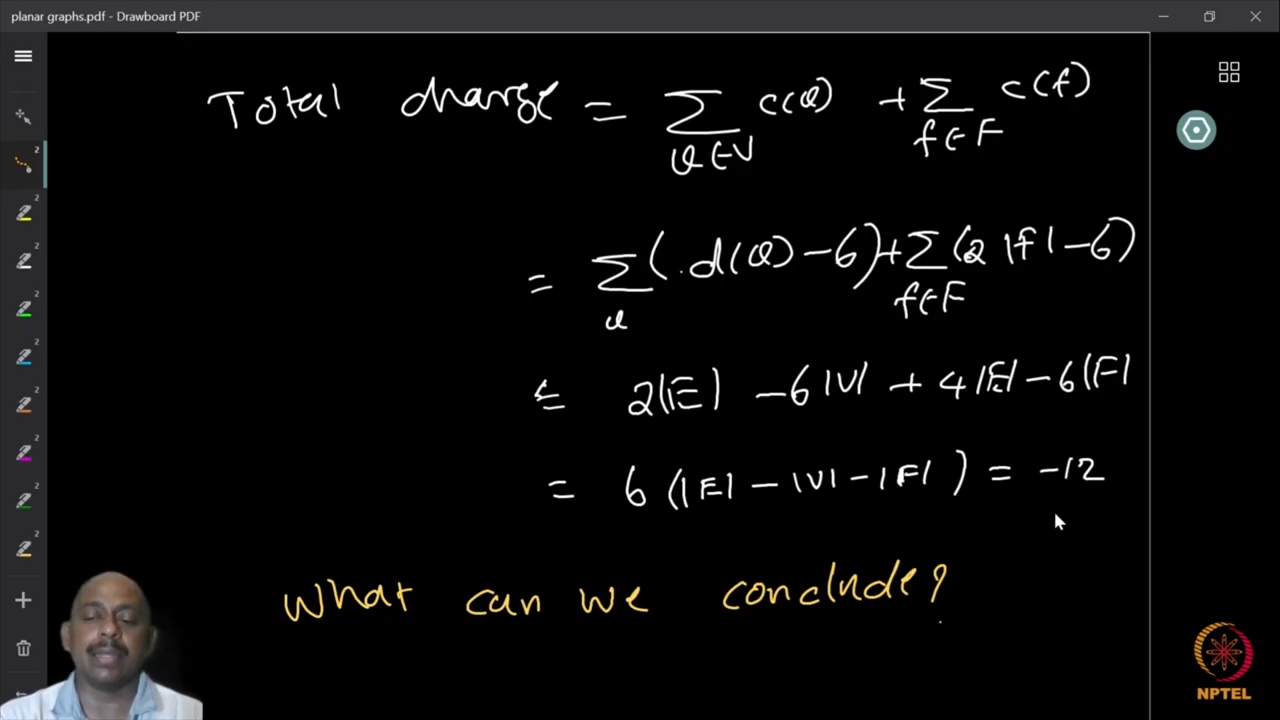 planar graphs.pdf - Drawboard PDF
Total charge = ∑_{v∈V} c(v) + ∑_{f∈F} c(f)
= ∑_v (d(v) - 6) + ∑_{f∈F} (2|f| - 6)
≤ 2|E| - 6|V| + 4|E| - 6|F|
= 6(|E| - |V| - |F|) = -12
What can we conclude?
NPTEL